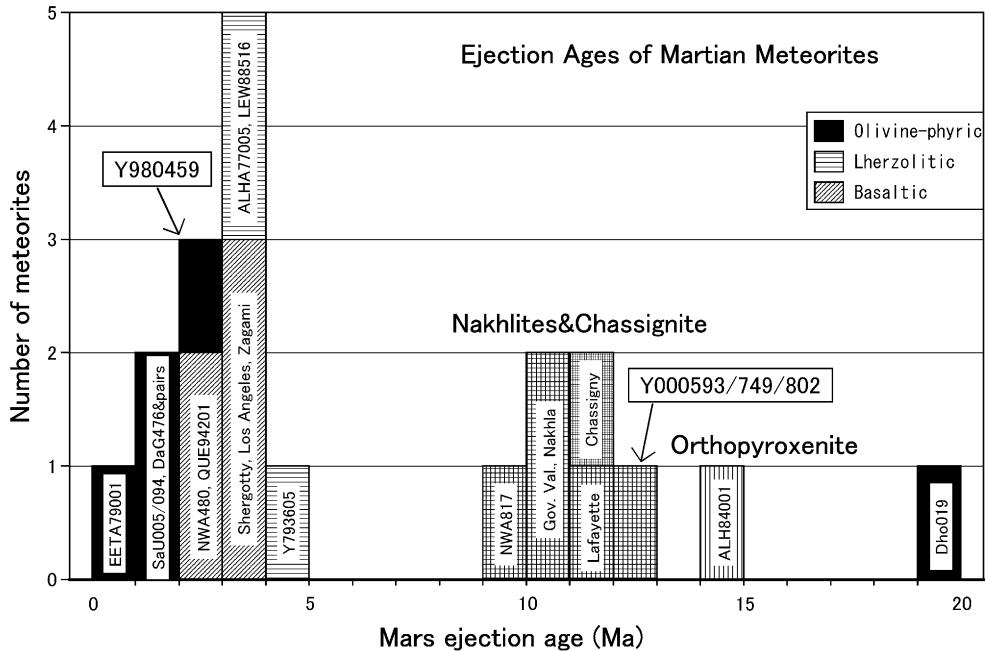 Ejection Ages of Martian Meteorites
Olivine-phyric
Lherzolitic
Basaltic
Number of meteorites
5
4
3
2
1
0
Y980459
EETA79001
SaU005/094, DaG476&pairs
NWA480, QUE94201
ALHA77005, LEW88516
Shergotty, Los Angeles, Zagami
Y793605
Nakhlites&Chassignite
NWA817
Gov. Val., Nakhla
Chassigny
Lafayette
Y000593/749/802
Orthopyroxenite
ALH84001
Dho019
0
5
10
15
20
Mars ejection age (Ma)